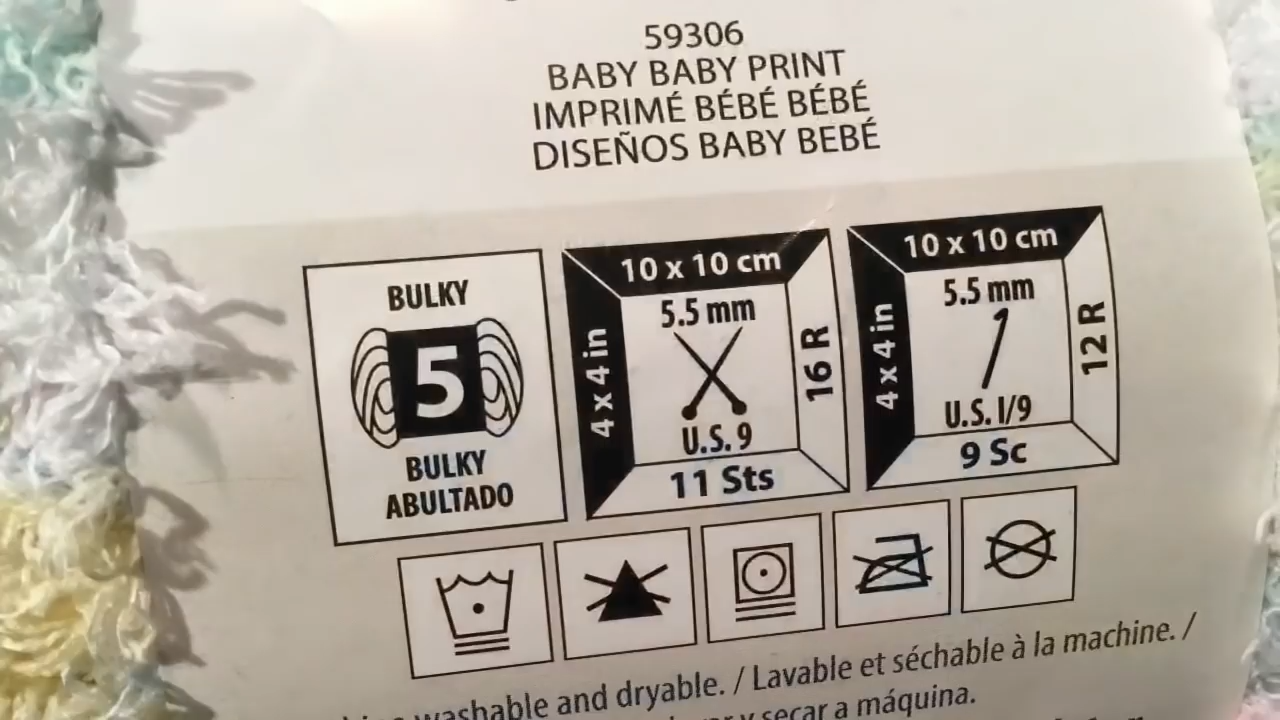 59306
BABY BABY PRINT
IMPRIMÉ BÉBÉ BÉBÉ
DISEÑOS BABY BEBÉ
BULKY
5
BULKY
ABULTADO
10 x 10 cm
4 x 4 in
5.5 mm
U.S. 9
16 R
11 Sts
10 x 10 cm
4 x 4 in
5.5 mm
U.S. I/9
12 R
9 Sc
washable and dryable. / Lavable et séchable à la machine. /
y secar a máquina.